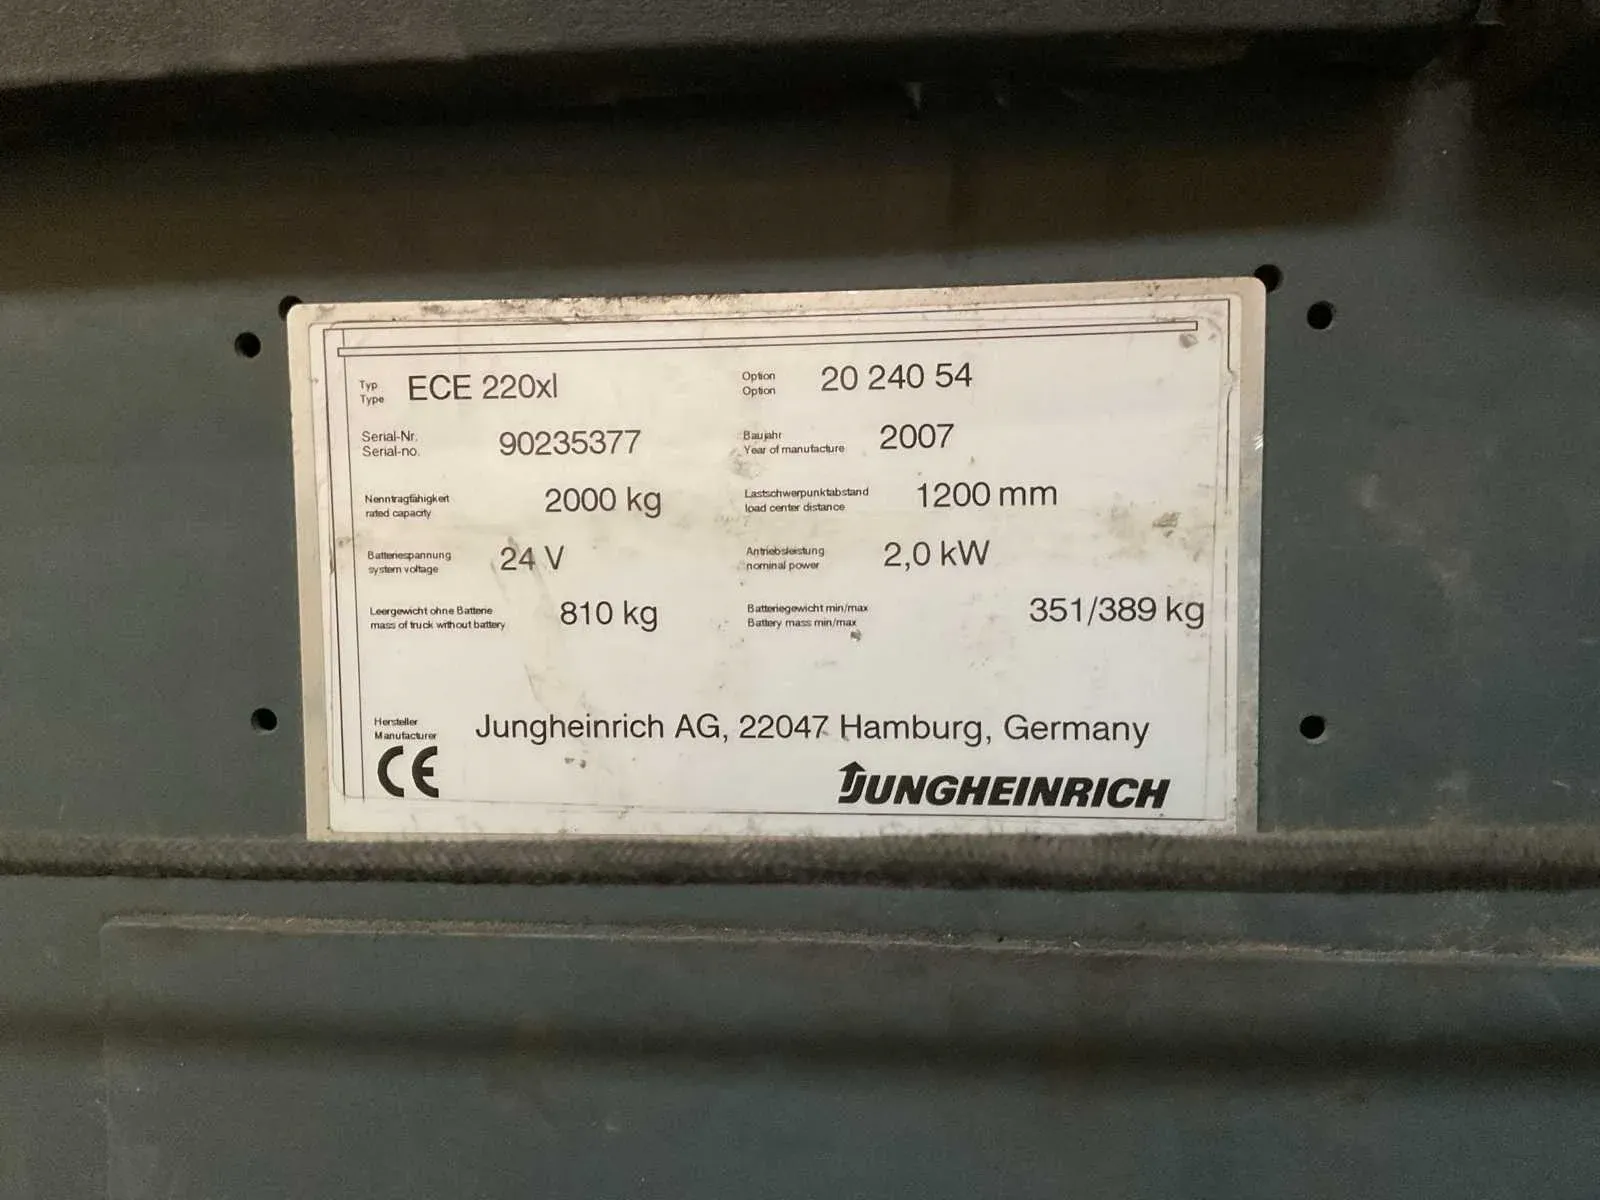 Typ ECE 220xl Option 20 240 54
Type Option
Serial-Nr. 90235377 Baujahr 2007
Serial-no. Year of manufacture
Nenntragfähigkeit 2000 kg Lastschwerpunktabstand 1200 mm
rated capacity load center distance
Batteriespannung 24 V Antriebsleistung 2,0 kW
system voltage nominal power
Leergewicht ohne Batterie 810 kg Batteriegewicht min/max 351/389 kg
mass of truck without battery Battery mass min/max
Hersteller Jungheinrich AG, 22047 Hamburg, Germany
Manufacturer
CE JUNGHEINRICH